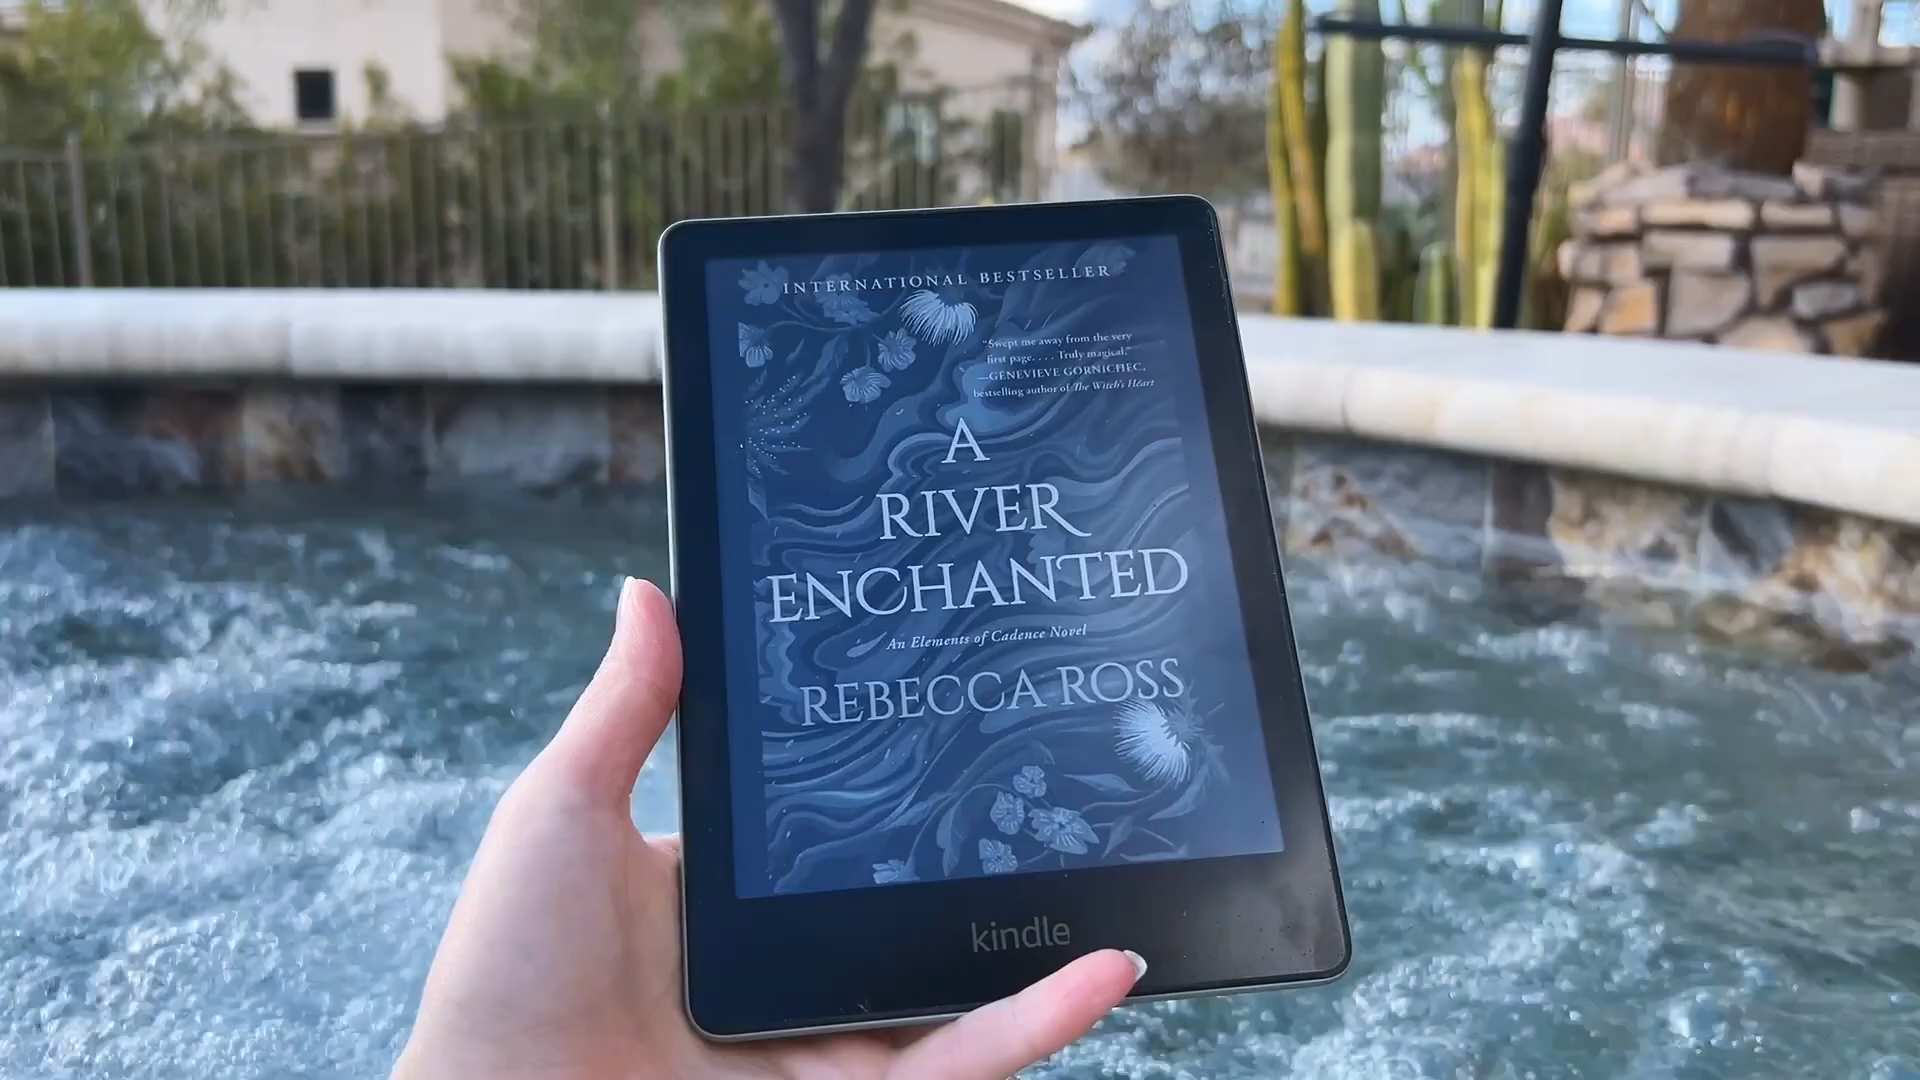 INTERNATIONAL BESTSELLER
“Swept me away from the very
first page. . . . Truly magical.”
—GENEVIEVE GORNICHEC,
bestselling author of The Witch's Heart
A
RIVER
ENCHANTED
An Elements of Cadence Novel
REBECCA ROSS
kindle